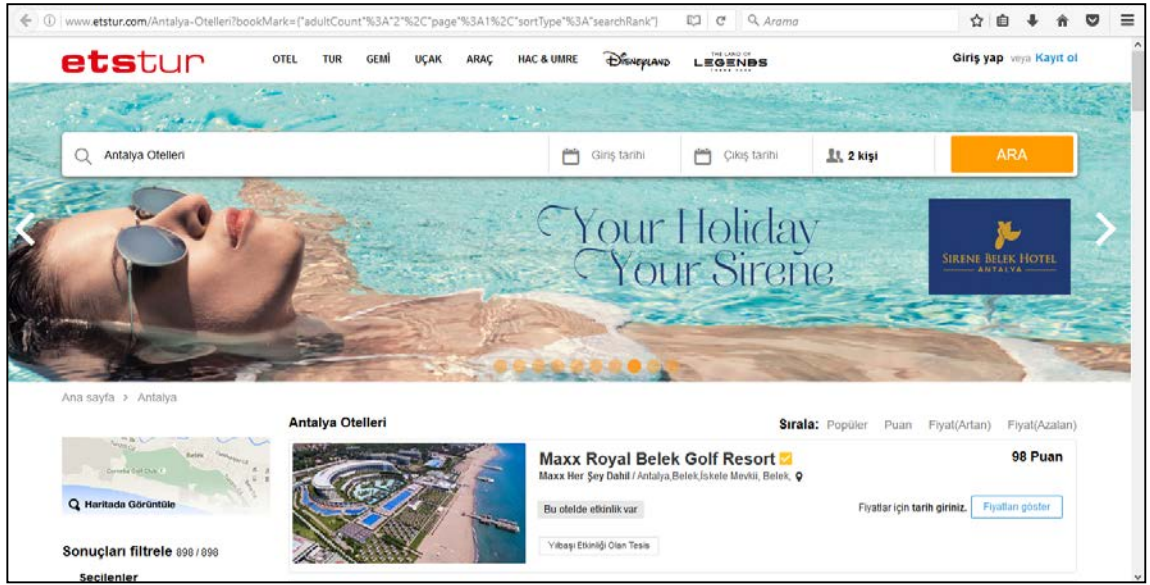 www.etstur.com/Antalya-Otelleri?bookMark={"adultCount"%3A"2"%2C"page"%3A1%2C"sortType"%3A"searchRank"}
Arama
etstur
OTEL TUR GEMİ UÇAK ARAÇ HAC & UMRE Disneyland THE LAND OF LEGENDS
Giriş yap veya Kayıt ol
Antalya Otelleri
Giriş tarihi
Çıkış tarihi
2 kişi
ARA
Your Holiday
Your Sirene
SIRENE BELEK HOTEL
ANTALYA
Ana sayfa > Antalya
Haritada Görüntüle
Sonuçları filtrele 898 / 898
Seçilenler
Antalya Otelleri
Sırala: Popüler Puan Fiyat(Artan) Fiyat(Azalan)
Maxx Royal Belek Golf Resort
Maxx Her Şey Dahil / Antalya,Belek,İskele Mevkii, Belek,
Bu otelde etkinlik var
Yılbaşı Etkinliği Olan Tesis
98 Puan
Fiyatlar için tarih giriniz. Fiyatları göster